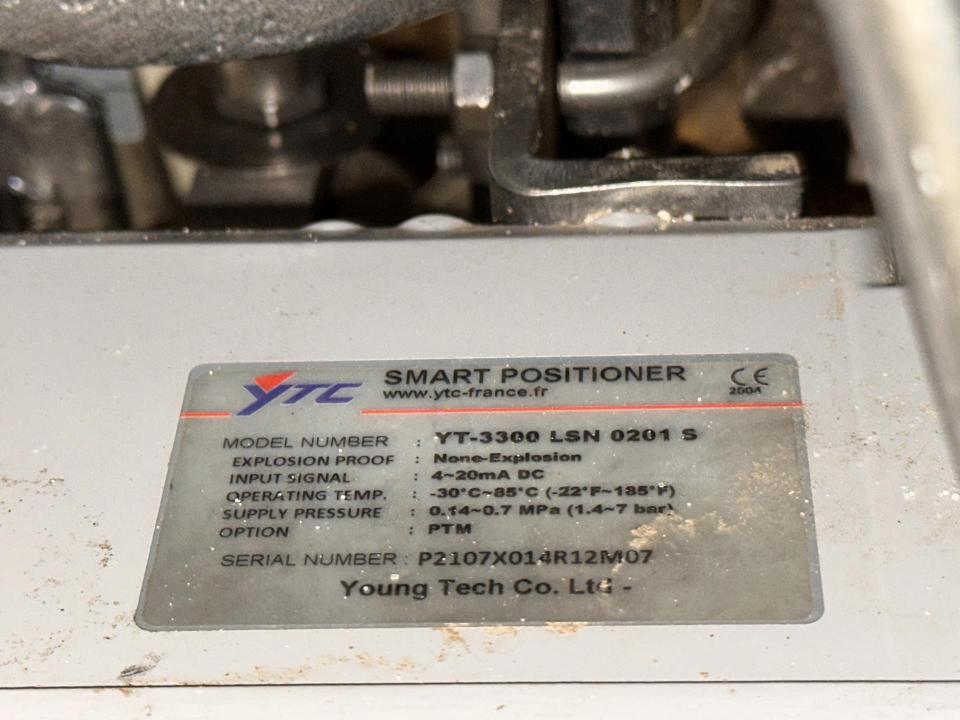 YTC
SMART POSITIONER
www.ytc-france.fr
CE
2004
MODEL NUMBER : YT-3300 LSN 0201 S
EXPLOSION PROOF : None-Explosion
INPUT SIGNAL : 4~20mA DC
OPERATING TEMP. : -30°C~85°C (-22°F~185°F)
SUPPLY PRESSURE : 0.14~0.7 MPa (1.4~7 bar)
OPTION : PTM
SERIAL NUMBER : P2107X014R12M07
Young Tech Co. Ltd -